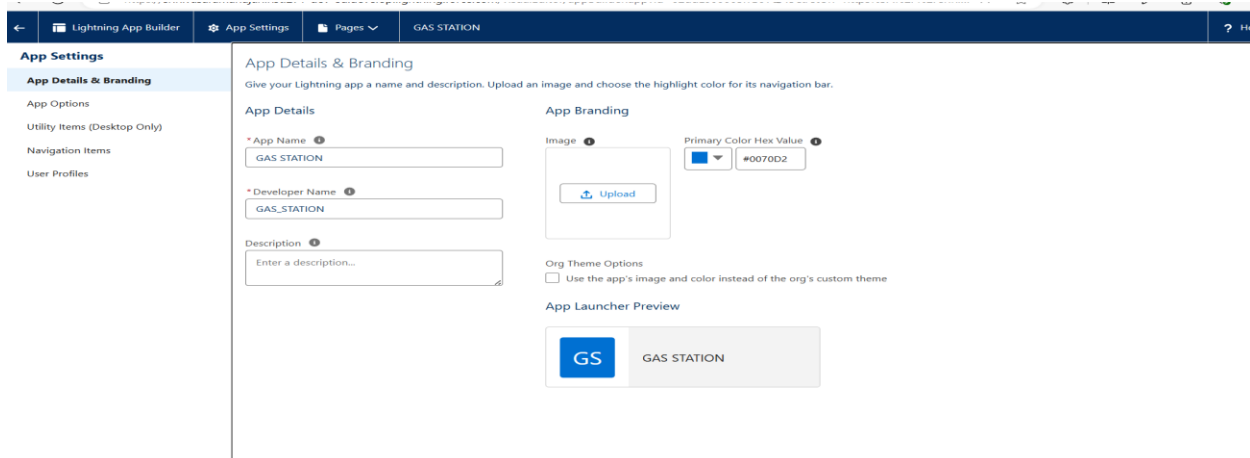 Lightning App Builder App Settings Pages GAS STATION ?
App Settings
App Details & Branding
App Options
Utility Items (Desktop Only)
Navigation Items
User Profiles
App Details & Branding
Give your Lightning app a name and description. Upload an image and choose the highlight color for its navigation bar.
App Details
*App Name
GAS STATION
*Developer Name
GAS_STATION
Description
Enter a description...
App Branding
Image
Upload
Primary Color Hex Value
#0070D2
Org Theme Options
Use the app's image and color instead of the org's custom theme
App Launcher Preview
GS GAS STATION